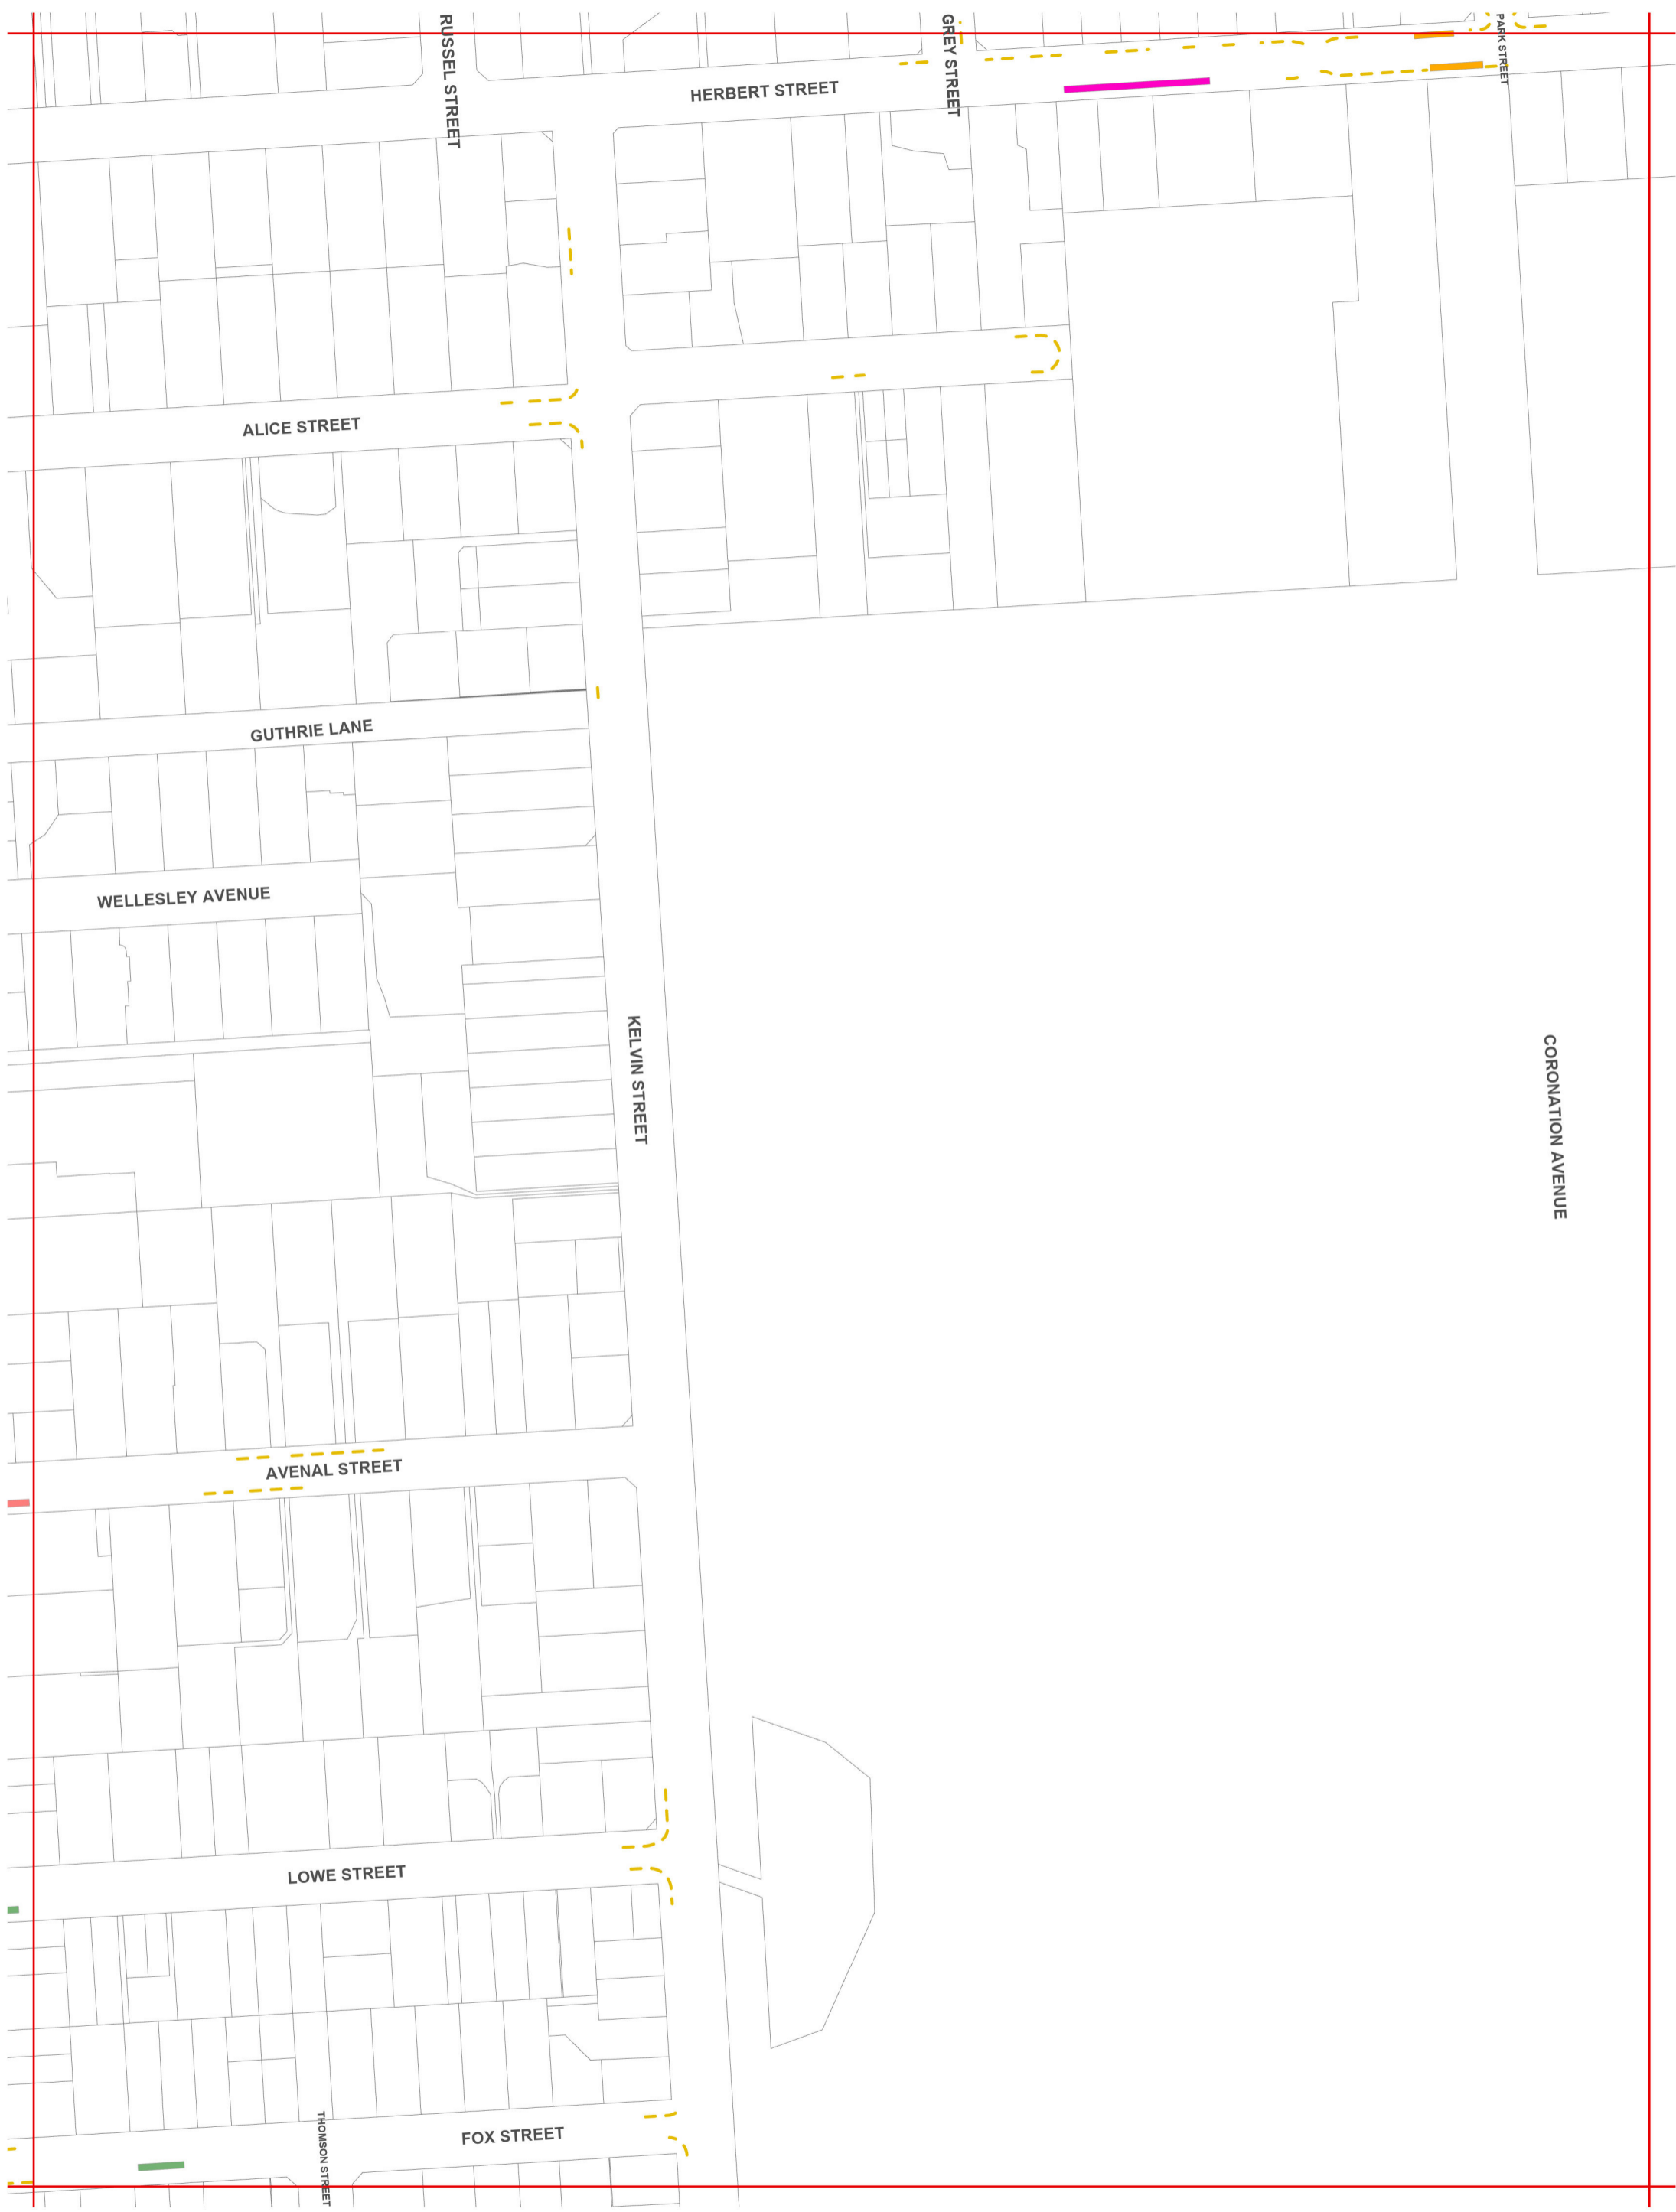 RUSSEL STREET
GREY STREET
PARK STREET
HERBERT STREET
ALICE STREET
GUTHRIE LANE
WELLESLEY AVENUE
KELVIN STREET
CORONATION AVENUE
AVENAL STREET
LOWE STREET
THOMSON STREET
FOX STREET